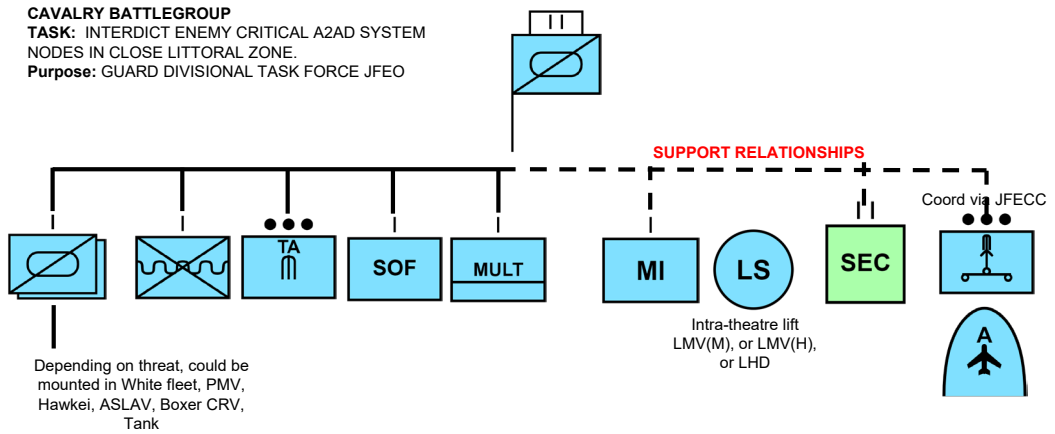 CAVALRY BATTLEGROUP
TASK: INTERDICT ENEMY CRITICAL A2AD SYSTEM
NODES IN CLOSE LITTORAL ZONE.
Purpose: GUARD DIVISIONAL TASK FORCE JFEO
SUPPORT RELATIONSHIPS
Coord via JFECC
TA
SOF
MULT
MI
LS
SEC
Intra-theatre lift
LMV(M), or LMV(H),
or LHD
A
Depending on threat, could be
mounted in White fleet, PMV,
Hawkei, ASLAV, Boxer CRV,
Tank